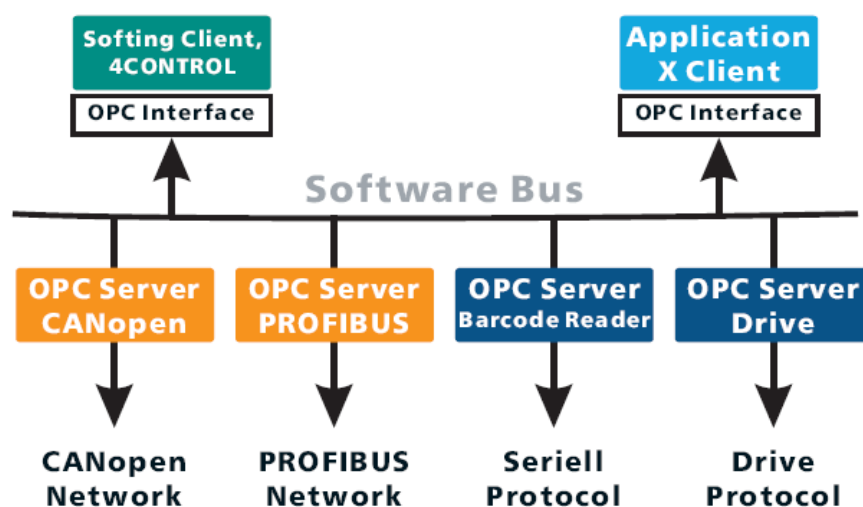 Softing Client,
4CONTROL
OPC Interface
Application
X Client
OPC Interface
Software Bus
OPC Server
CANopen
OPC Server
PROFIBUS
OPC Server
Barcode Reader
OPC Server
Drive
CANopen
Network
PROFIBUS
Network
Seriell
Protocol
Drive
Protocol